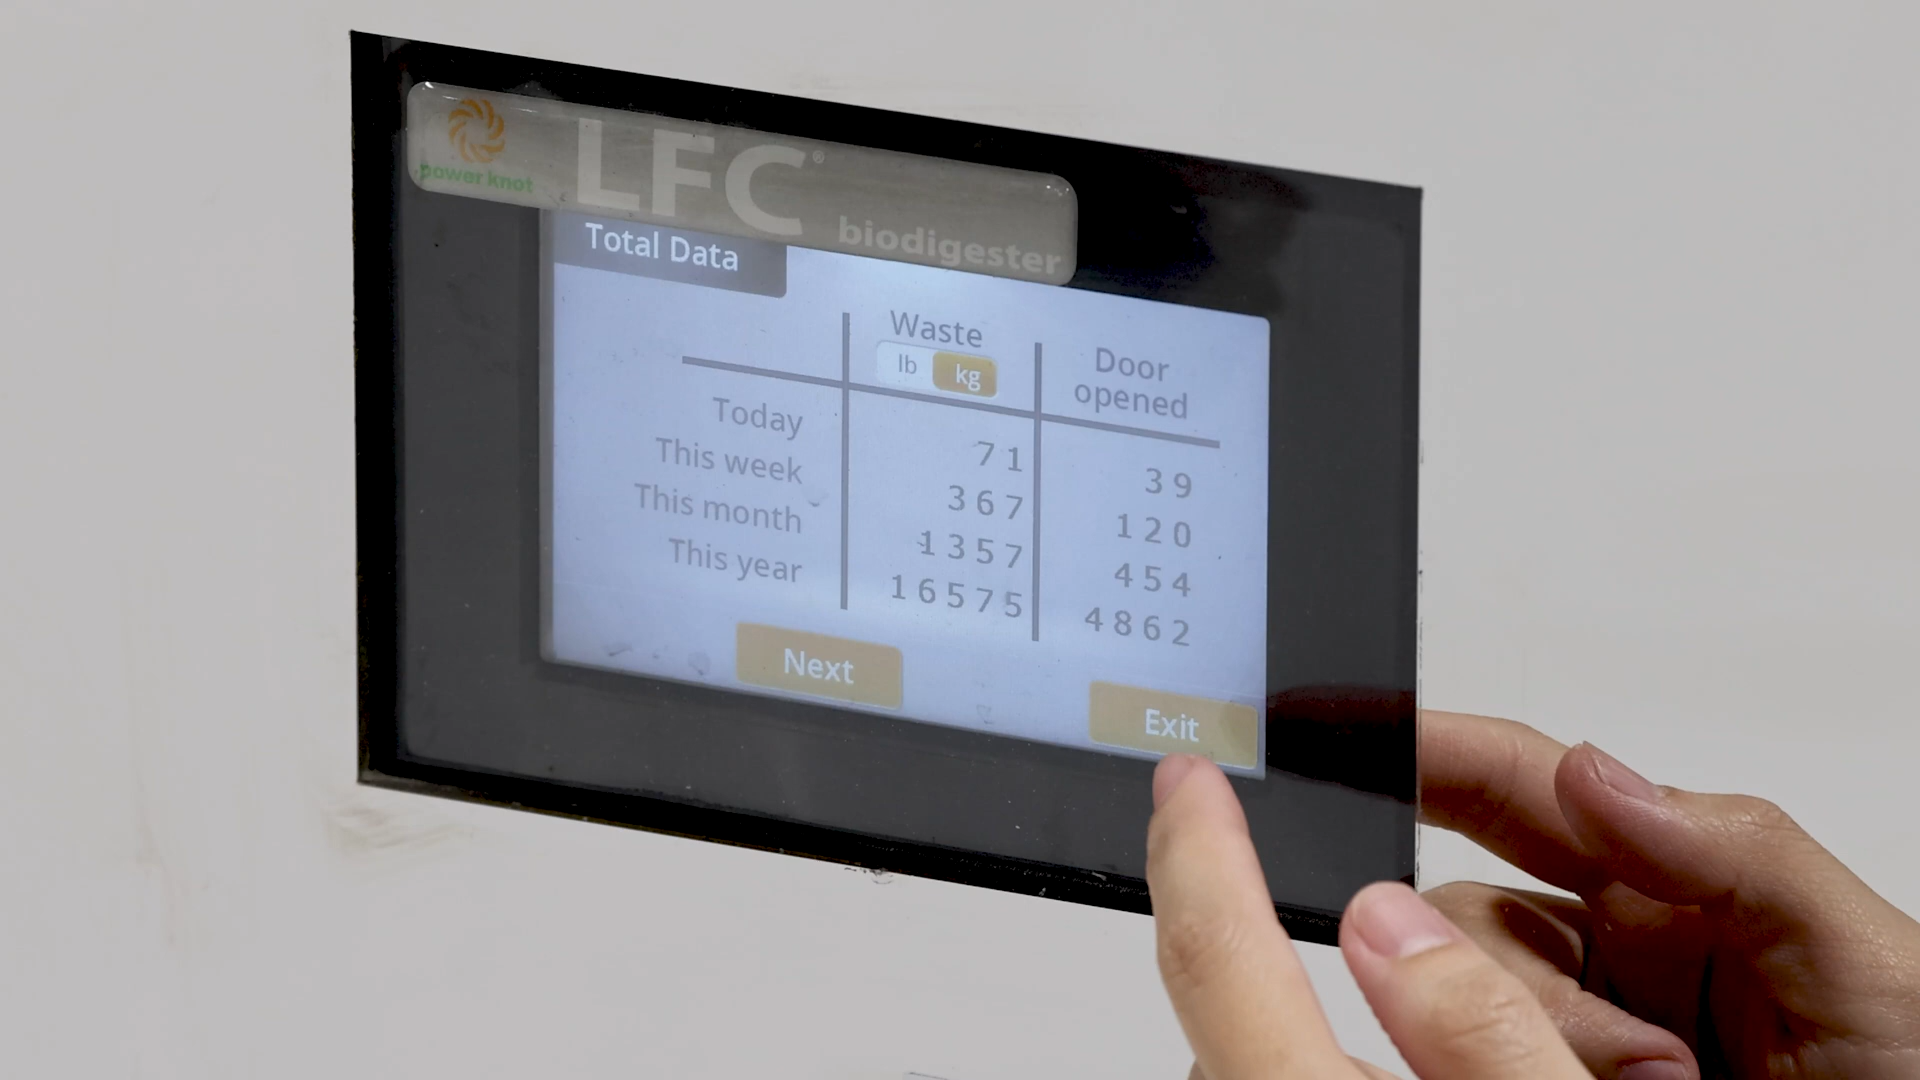 power knot
LFC®
biodigester
Total Data
Waste
lb kg
Door
opened
Today 71 39
This week 367 120
This month 1357 454
This year 16575 4862
Next
Exit